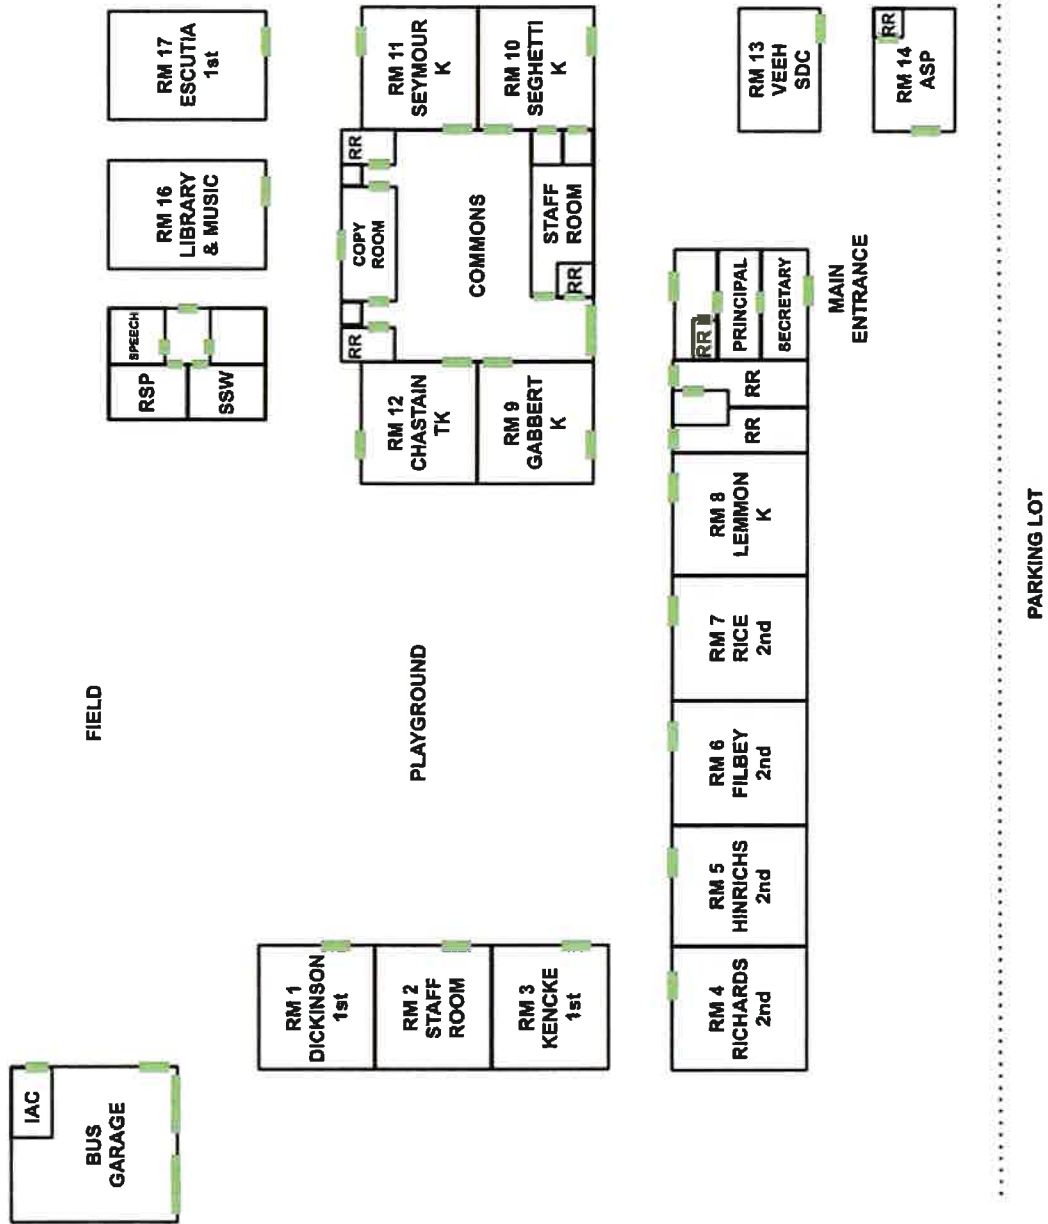 IAC
BUS
GARAGE
FIELD
RSP
SPEECH
SSW
RM 16
LIBRARY
& MUSIC
RM 17
ESCUTIA
1st
RM 1
DICKINSON
1st
RM 2
STAFF
ROOM
RM 3
KENCKE
1st
PLAYGROUND
RM 12
CHASTAIN
TK
RM 9
GABBERT
K
RR
COPY
ROOM
RR
COMMONS
RR
STAFF
ROOM
RM 11
SEYMOUR
K
RM 10
SEGHETTI
K
RM 4
RICHARDS
2nd
RM 5
HINRICHS
2nd
RM 6
FILBEY
2nd
RM 7
RICE
2nd
RM 8
LEMMON
K
RR
RR
RR
PRINCIPAL
SECRETARY
MAIN
ENTRANCE
RM 13
VEEH
SDC
RR
RM 14
ASP
PARKING LOT